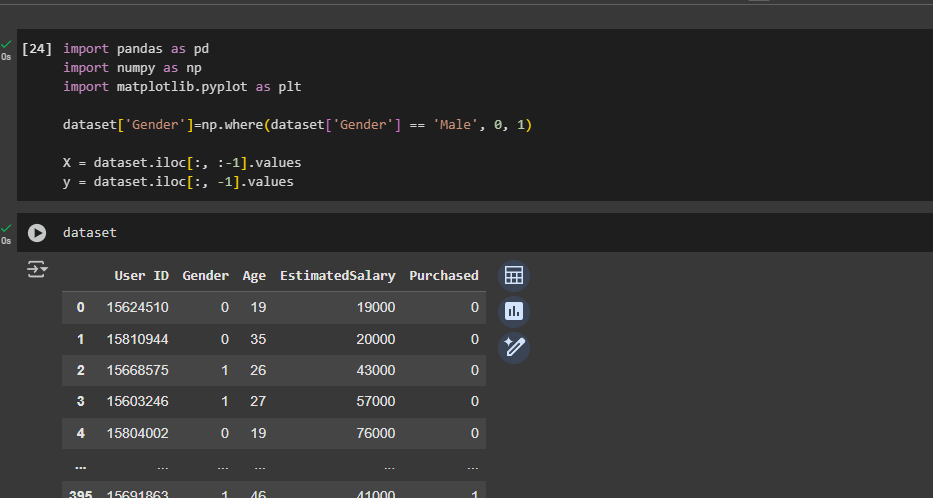 0s
[24] import pandas as pd
import numpy as np
import matplotlib.pyplot as plt
dataset['Gender']=np.where(dataset['Gender'] == 'Male', 0, 1)
X = dataset.iloc[:, :-1].values
y = dataset.iloc[:, -1].values
0s
dataset
User ID Gender Age EstimatedSalary Purchased
0 15624510 0 19 19000 0
1 15810944 0 35 20000 0
2 15668575 1 26 43000 0
3 15603246 1 27 57000 0
4 15804002 0 19 76000 0
... ... ... ... ... ...
395 15691863 1 46 41000 1